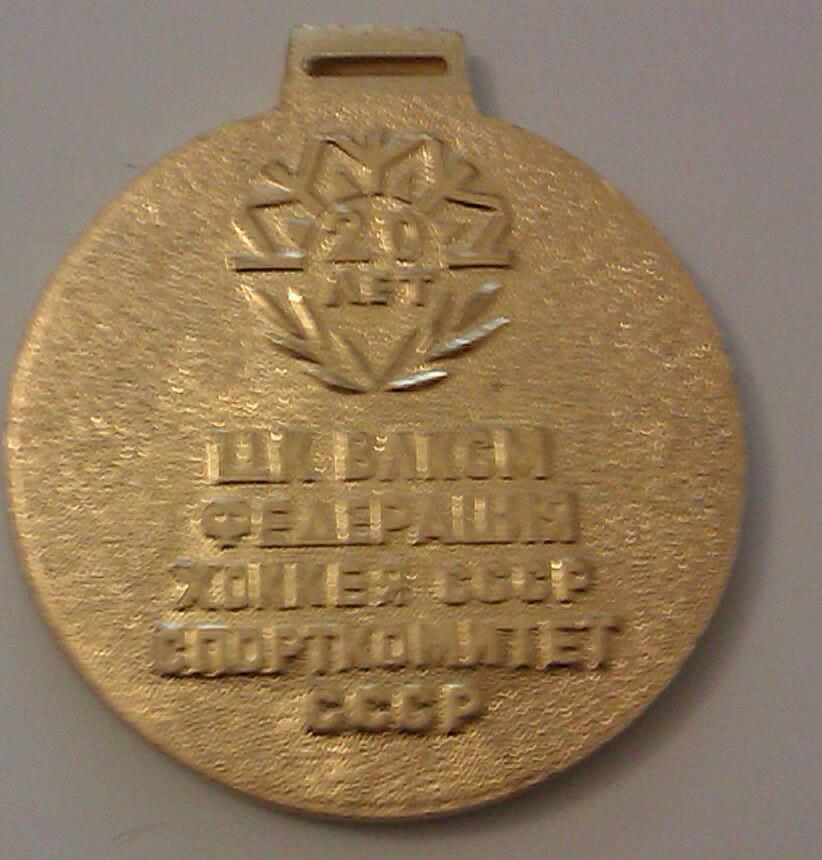 20
ЛЕТ
ЦК ВЛКСМ
ФЕДЕРАЦИЯ
ХОККЕЯ СССР
СПОРТКОМИТЕТ
СССР